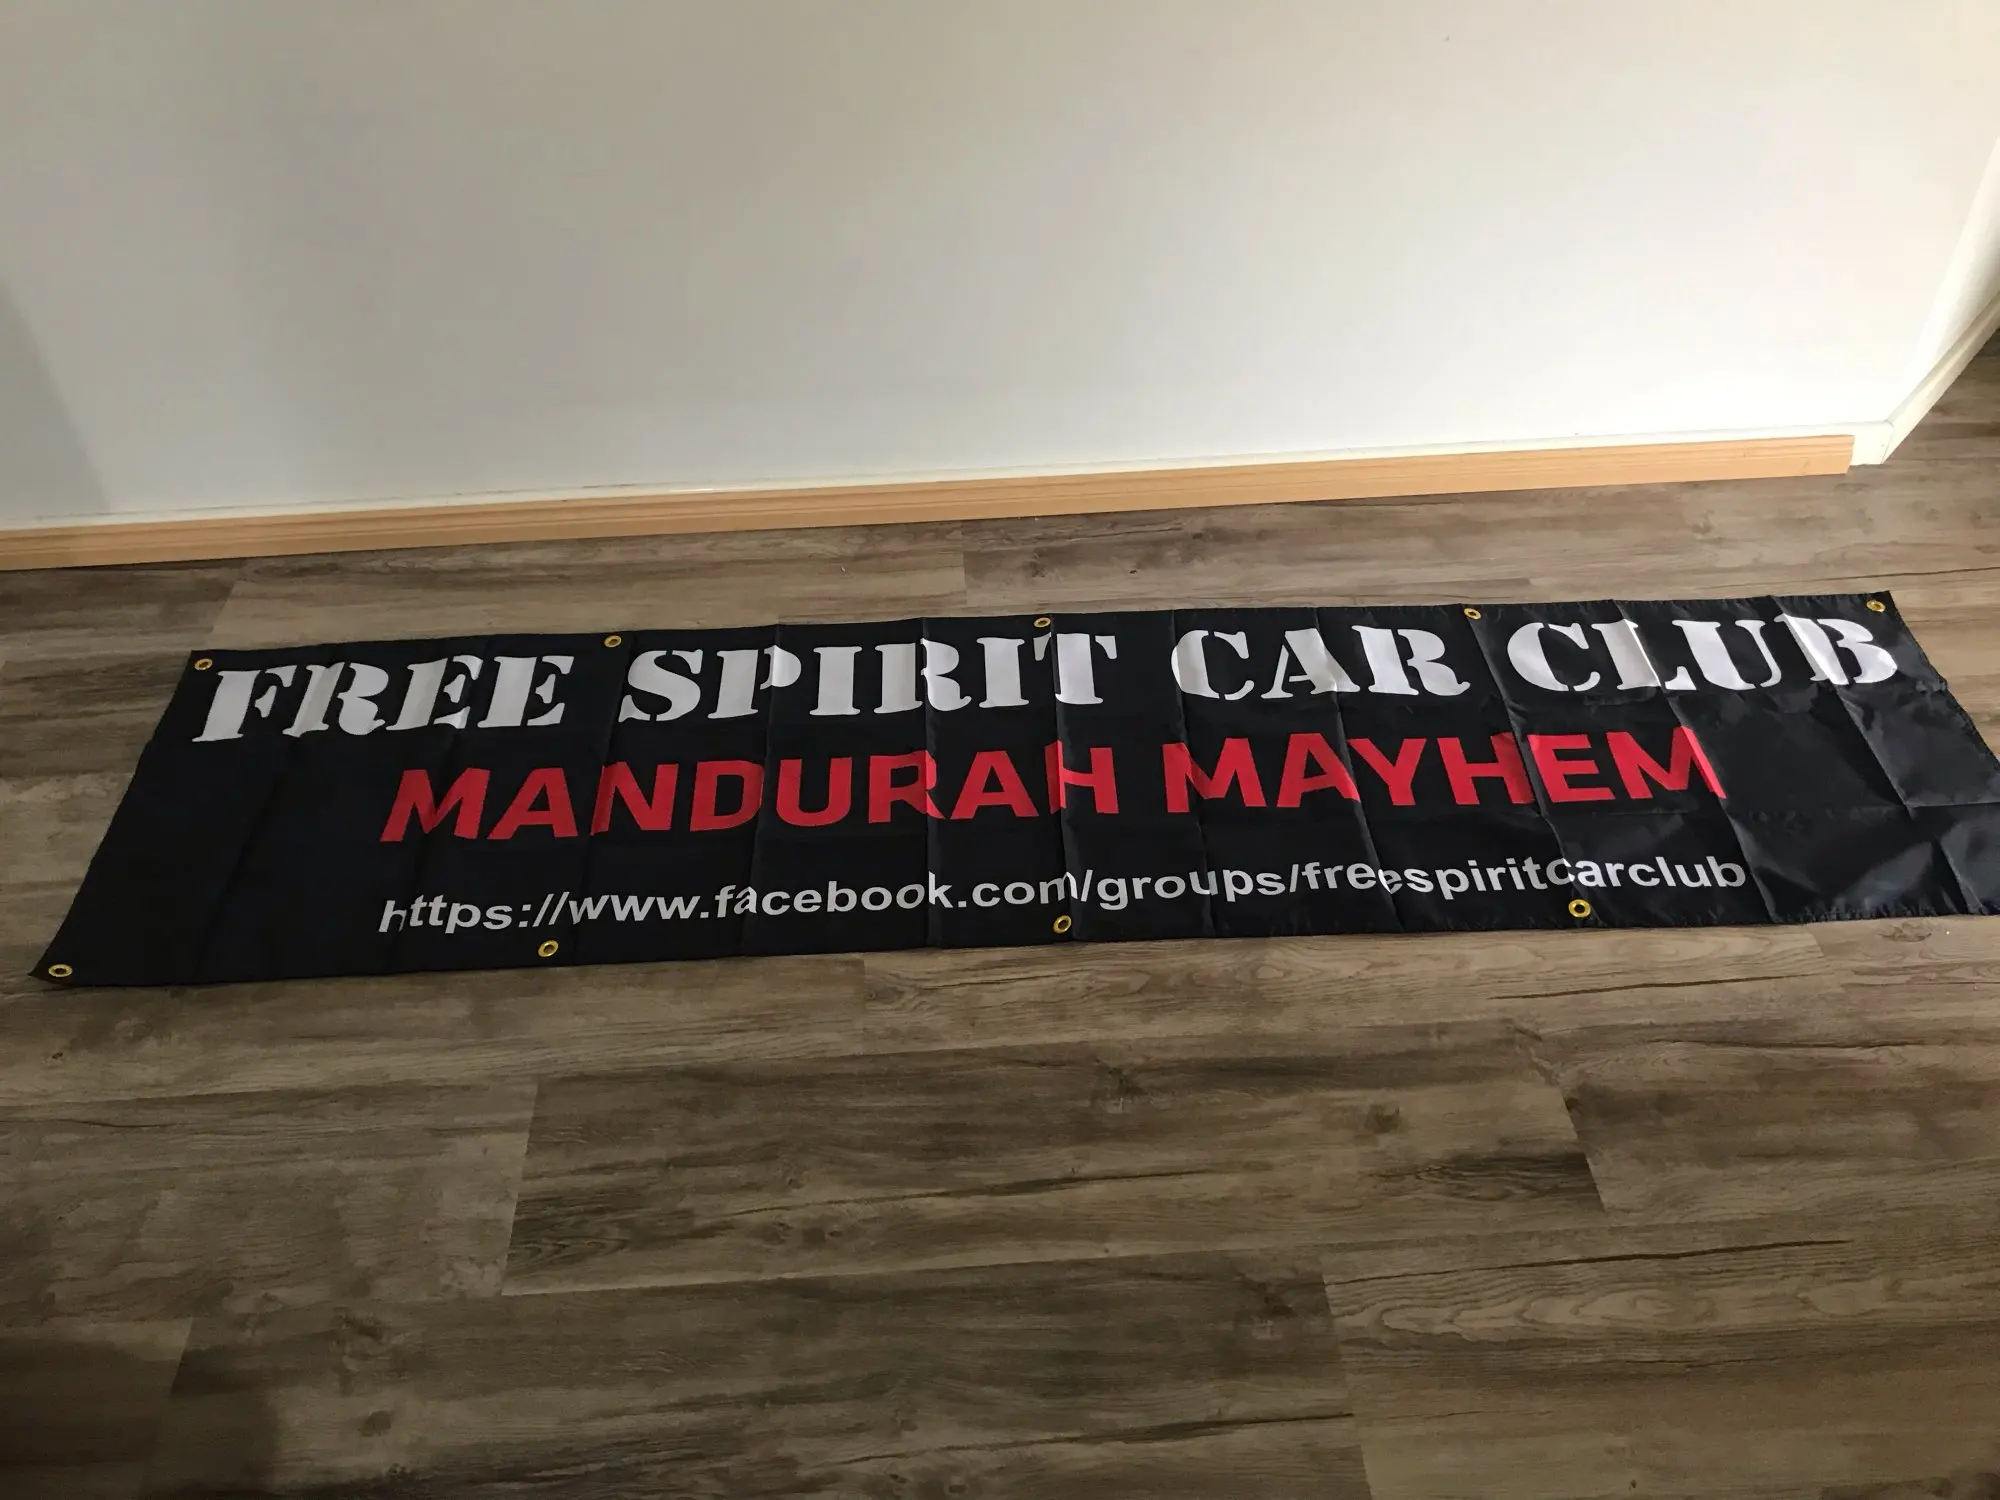 FREE SPIRIT CAR CLUB
MANDURAH MAYHEM
https://www.facebook.com/groups/freespiritcarclub